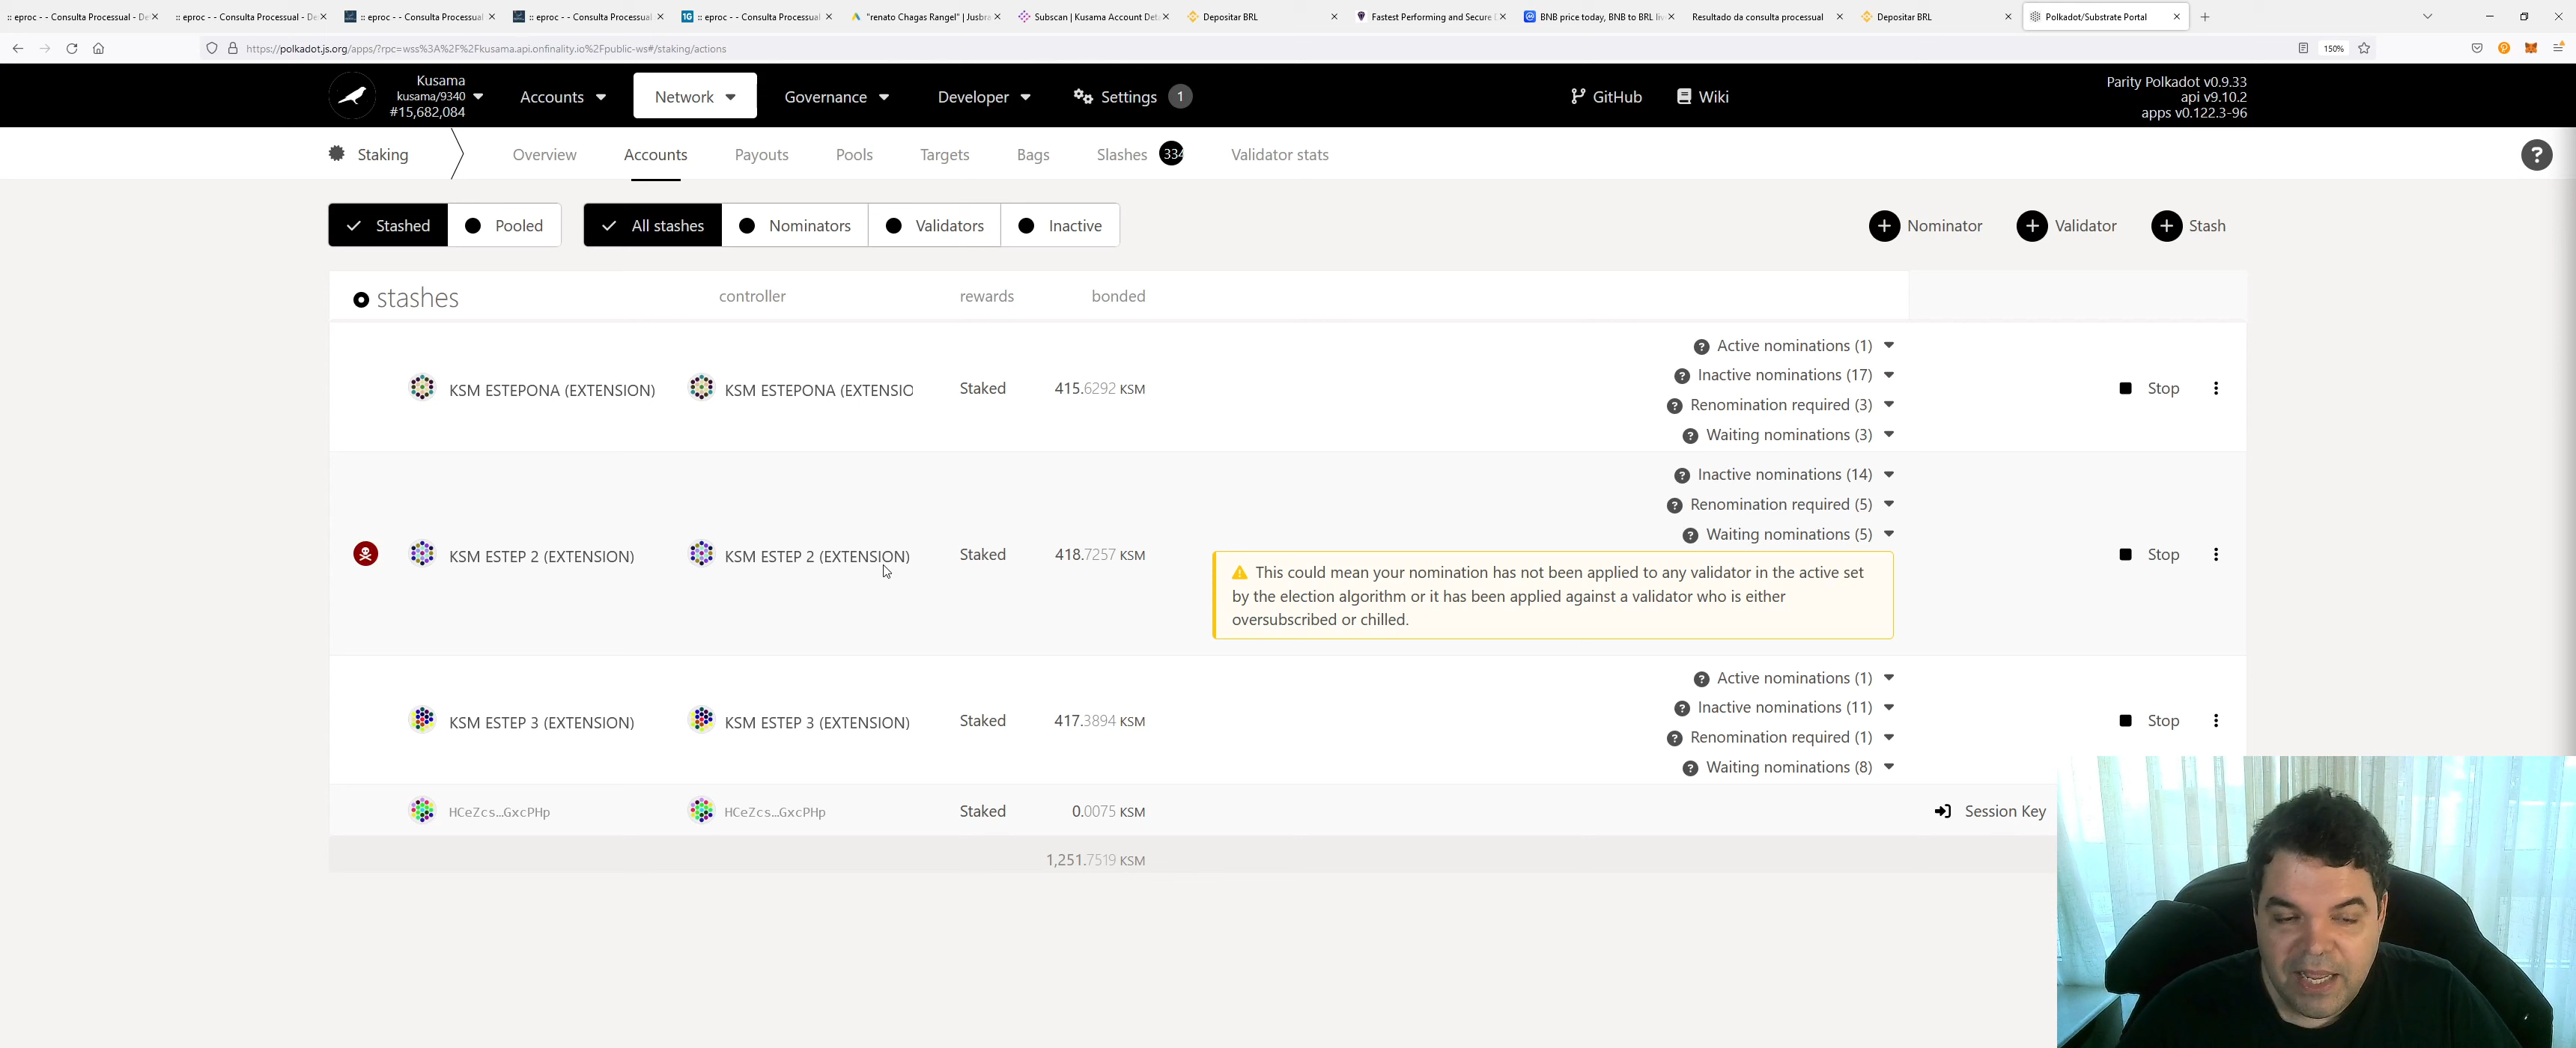 :: eproc - - Consulta Processual - De
:: eproc - - Consulta Processual - De
:: eproc - - Consulta Processual
:: eproc - - Consulta Processual
:: eproc - - Consulta Processual
"renato Chagas Rangel" | Jusbra
Subscan | Kusama Account Deta
Depositar BRL
Fastest Performing and Secure
BNB price today, BNB to BRL liv
Resultado da consulta processual
Depositar BRL
Polkadot/Substrate Portal
https://polkadot.js.org/apps/?rpc=wss%3A%2F%2Fkusama.api.onfinality.io%2Fpublic-ws#/staking/actions
150%
Kusama
kusama/9340
#15,682,084
Accounts
Network
Governance
Developer
Settings 1
GitHub
Wiki
Parity Polkadot v0.9.33
api v9.10.2
apps v0.122.3-96
Staking
Overview
Accounts
Payouts
Pools
Targets
Bags
Slashes 334
Validator stats
?
Stashed
Pooled
All stashes
Nominators
Validators
Inactive
Nominator
Validator
Stash
stashes controller rewards bonded
KSM ESTEPONA (EXTENSION) KSM ESTEPONA (EXTENSIO Staked 415.6292 KSM
Active nominations (1)
Inactive nominations (17)
Renomination required (3)
Waiting nominations (3)
Stop
KSM ESTEP 2 (EXTENSION) KSM ESTEP 2 (EXTENSION) Staked 418.7257 KSM
Inactive nominations (14)
Renomination required (5)
Waiting nominations (5)
This could mean your nomination has not been applied to any validator in the active set
by the election algorithm or it has been applied against a validator who is either
oversubscribed or chilled.
Stop
KSM ESTEP 3 (EXTENSION) KSM ESTEP 3 (EXTENSION) Staked 417.3894 KSM
Active nominations (1)
Inactive nominations (11)
Renomination required (1)
Waiting nominations (8)
Stop
HCeZcs…GxcPHp HCeZcs…GxcPHp Staked 0.0075 KSM Session Key
1,251.7519 KSM